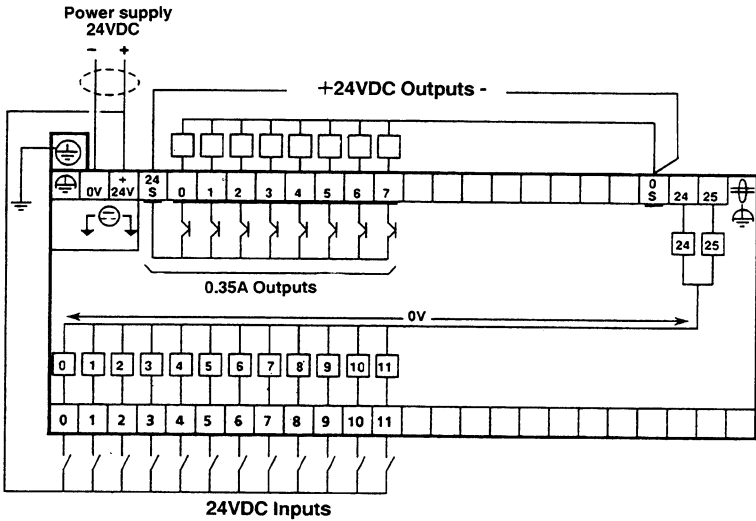 Power supply
24VDC
- +
+24VDC Outputs -
0V + 24V 24 S 0 1 2 3 4 5 6 7 0 S 24 25
24 25
0.35A Outputs
0V
0 1 2 3 4 5 6 7 8 9 10 11
0 1 2 3 4 5 6 7 8 9 10 11
24VDC Inputs